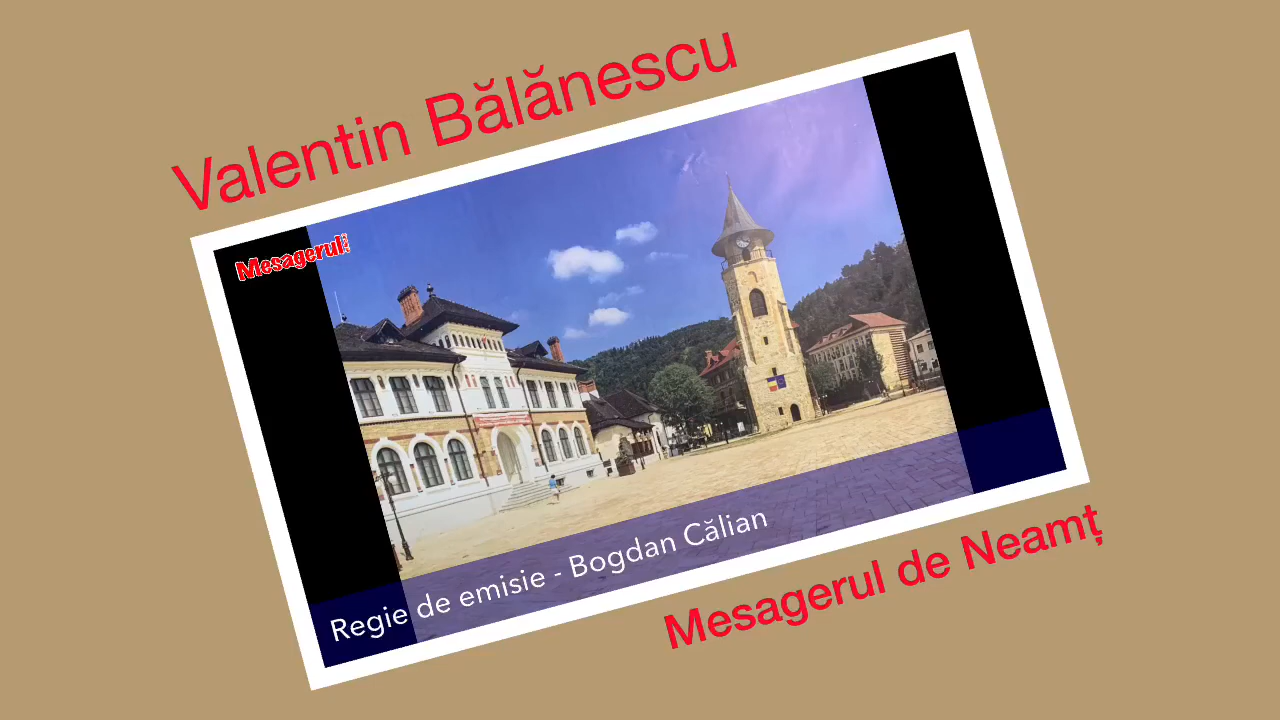 Valentin Bălănescu
Mesagerul
Regie de emisie - Bogdan Călian
Mesagerul de Neamț